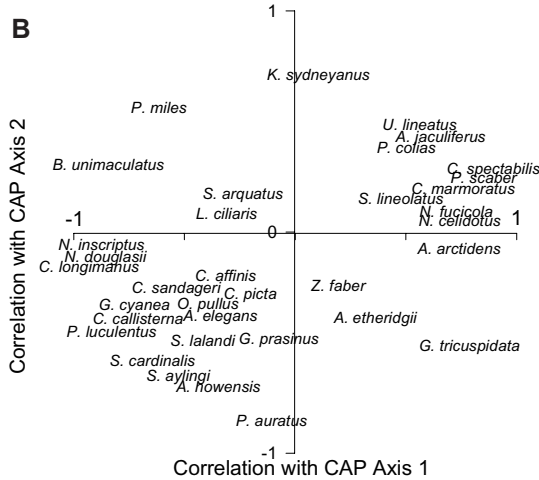 B
1
K. sydneyanus
P. miles
U. lineatus
A. jaculiferus
P. colias
B. unimaculatus
C. spectabilis
P. scaber
C. marmoratus
S. arquatus
S. lineolatus
L. ciliaris
N. fucicola
-1
1
N. celidotus
0
N. inscriptus
A. arctidens
N. douglasii
C. longimanus
C. affinis
Z. faber
C. sandageri
C. picta
G. cyanea
O. pullus
C. callisterna
A. elegans
A. etheridgii
P. luculentus
S. lalandi
G. prasinus
G. tricuspidata
S. cardinalis
S. aylingi
A. howensis
P. auratus
-1
Correlation with CAP Axis 1
Correlation with CAP Axis 2